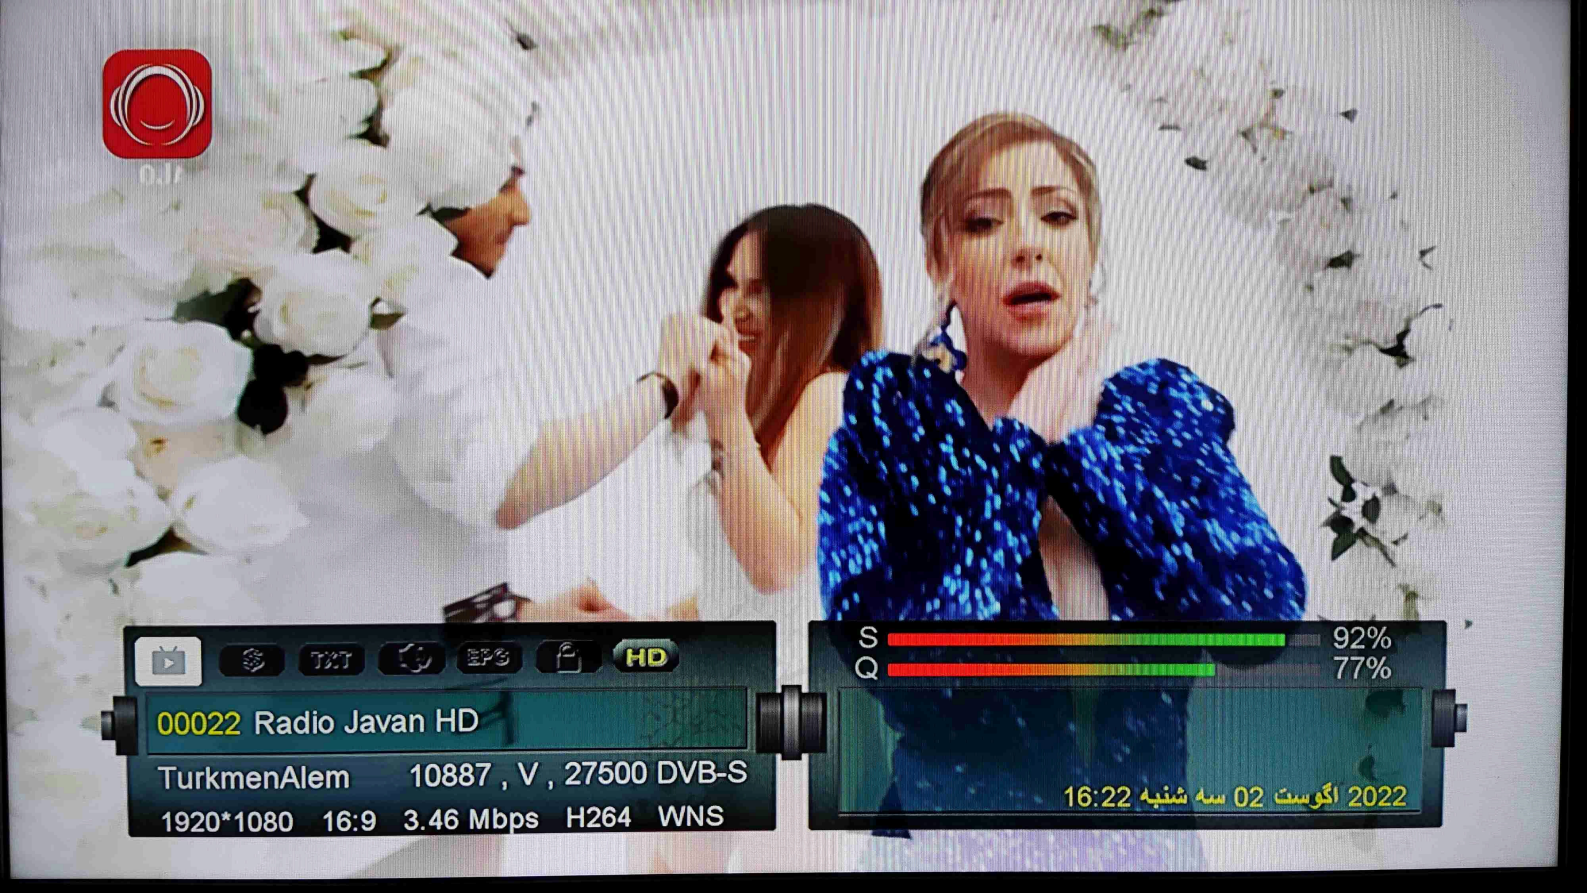 TXT
EPG
HD
S 92%
Q 77%
00022 Radio Javan HD
TurkmenAlem 10887 , V , 27500 DVB-S
1920*1080 16:9 3.46 Mbps H264 WNS
2022 اگوست 02 سه شنبه 16:22